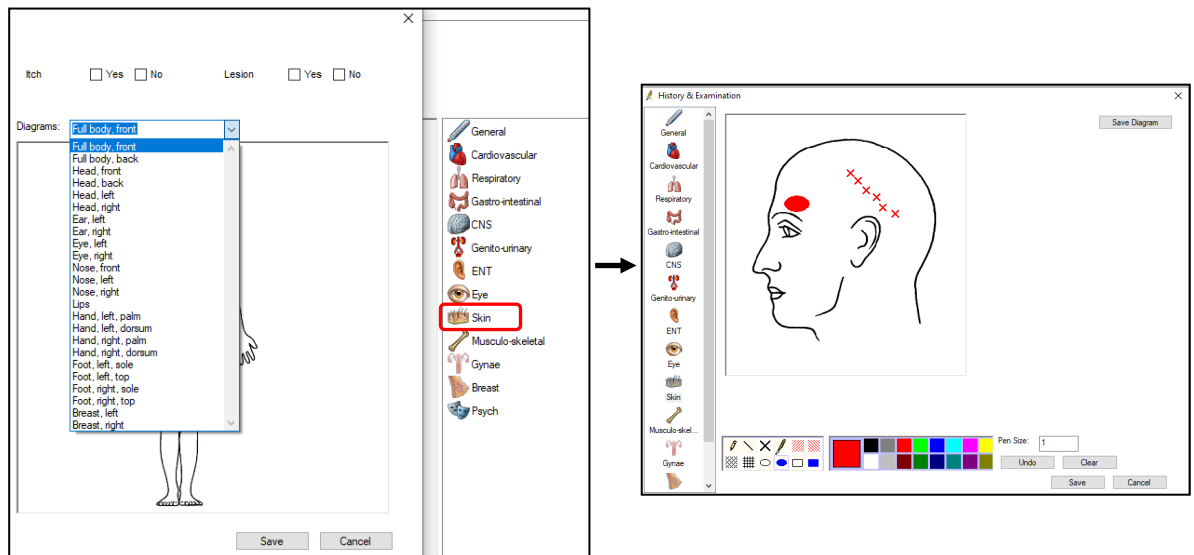 Itch Yes No Lesion Yes No
Diagrams: Full body, front
Full body, front
Full body, back
Head, front
Head, back
Head, left
Head, right
Ear, left
Ear, right
Eye, left
Eye, right
Nose, front
Nose, left
Nose, right
Lips
Hand, left, palm
Hand, left, dorsum
Hand, right, palm
Hand, right, dorsum
Foot, left, sole
Foot, left, top
Foot, right, sole
Foot, right, top
Breast, left
Breast, right
Save Cancel
General
Cardiovascular
Respiratory
Gastro-intestinal
CNS
Genito-urinary
ENT
Eye
Skin
Musculo-skeletal
Gynae
Breast
Psych
History & Examination
Save Diagram
General
Cardiovascular
Respiratory
Gastro-intestinal
CNS
Genito-urinary
ENT
Eye
Skin
Musculo-skel...
Gynae
Pen Size: 1
Undo Clear
Save Cancel